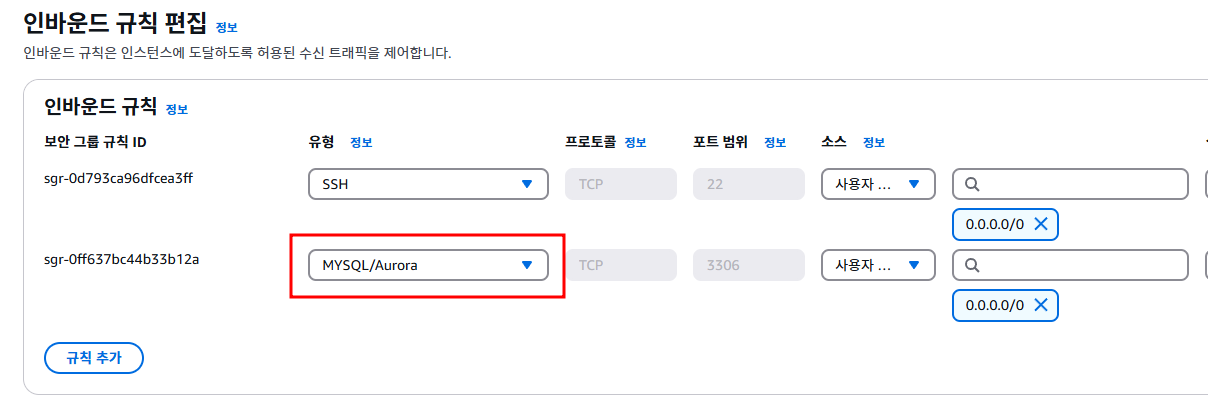 인바운드 규칙 편집 정보
인바운드 규칙은 인스턴스에 도달하도록 허용된 수신 트래픽을 제어합니다.
인바운드 규칙 정보
보안 그룹 규칙 ID 유형 정보 프로토콜 정보 포트 범위 정보 소스 정보
sgr-0d793ca96dfcea3ff SSH TCP 22 사용자 ...
0.0.0.0/0
sgr-0ff637bc44b33b12a MYSQL/Aurora TCP 3306 사용자 ...
0.0.0.0/0
규칙 추가